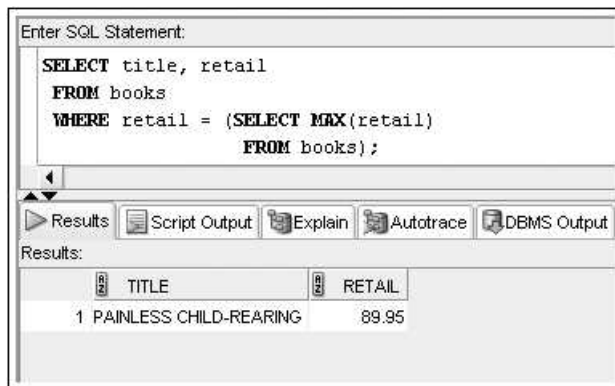 Enter SQL Statement:
SELECT title, retail
FROM books
WHERE retail = (SELECT MAX(retail)
FROM books);
Results Script Output Explain Autotrace DBMS Output
Results:
TITLE RETAIL
1 PAINLESS CHILD-REARING 89.95